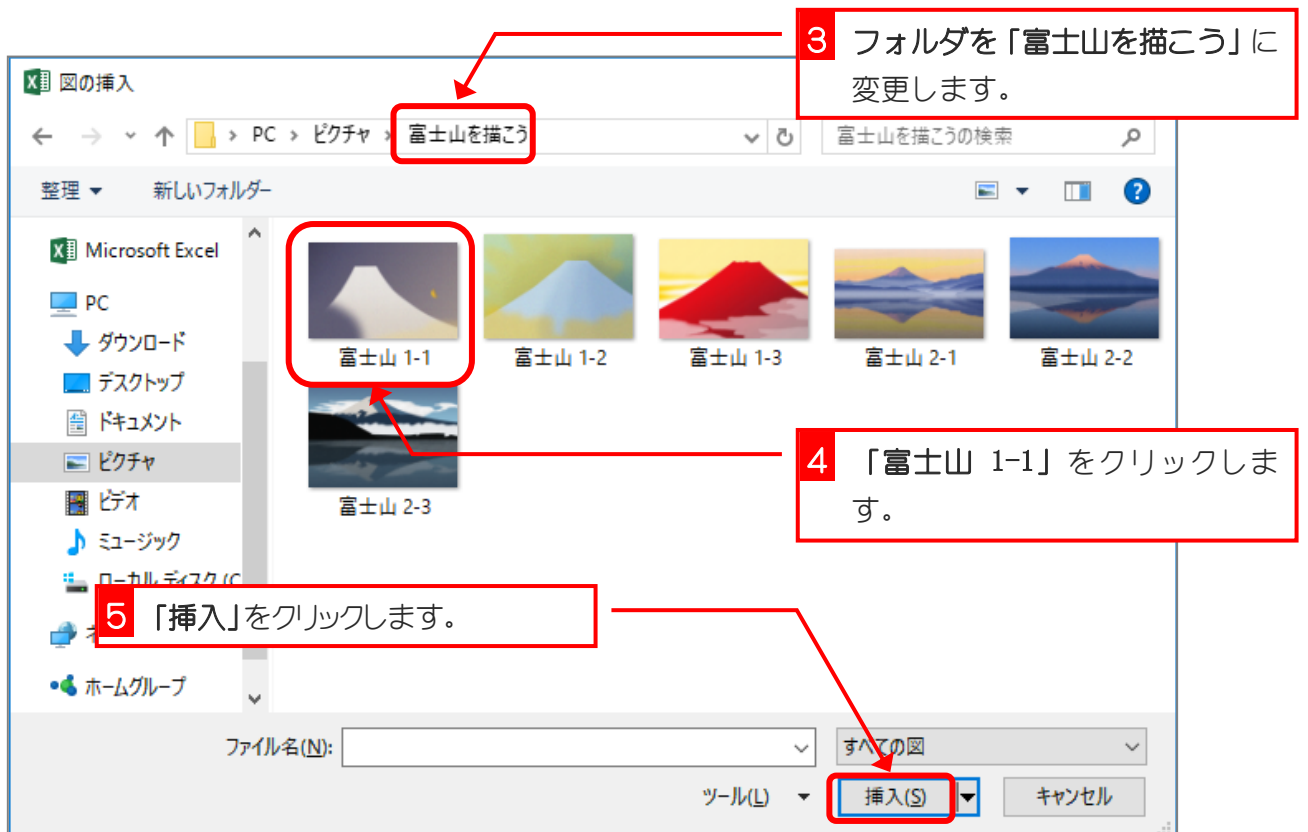 3 フォルダを「富士山を描こう」に
変更します。
図の挿入
PC > ピクチャ > 富士山を描こう
富士山を描こうの検索
整理
新しいフォルダー
Microsoft Excel
PC
ダウンロード
デスクトップ
ドキュメント
ピクチャ
ビデオ
ミュージック
ローカル ディスク (C
ホームグループ
富士山 1-1
富士山 1-2
富士山 1-3
富士山 2-1
富士山 2-2
富士山 2-3
4 「富士山 1-1」をクリックしま
す。
5 「挿入」をクリックします。
ファイル名(N):
すべての図
ツール(L)
挿入(S)
キャンセル